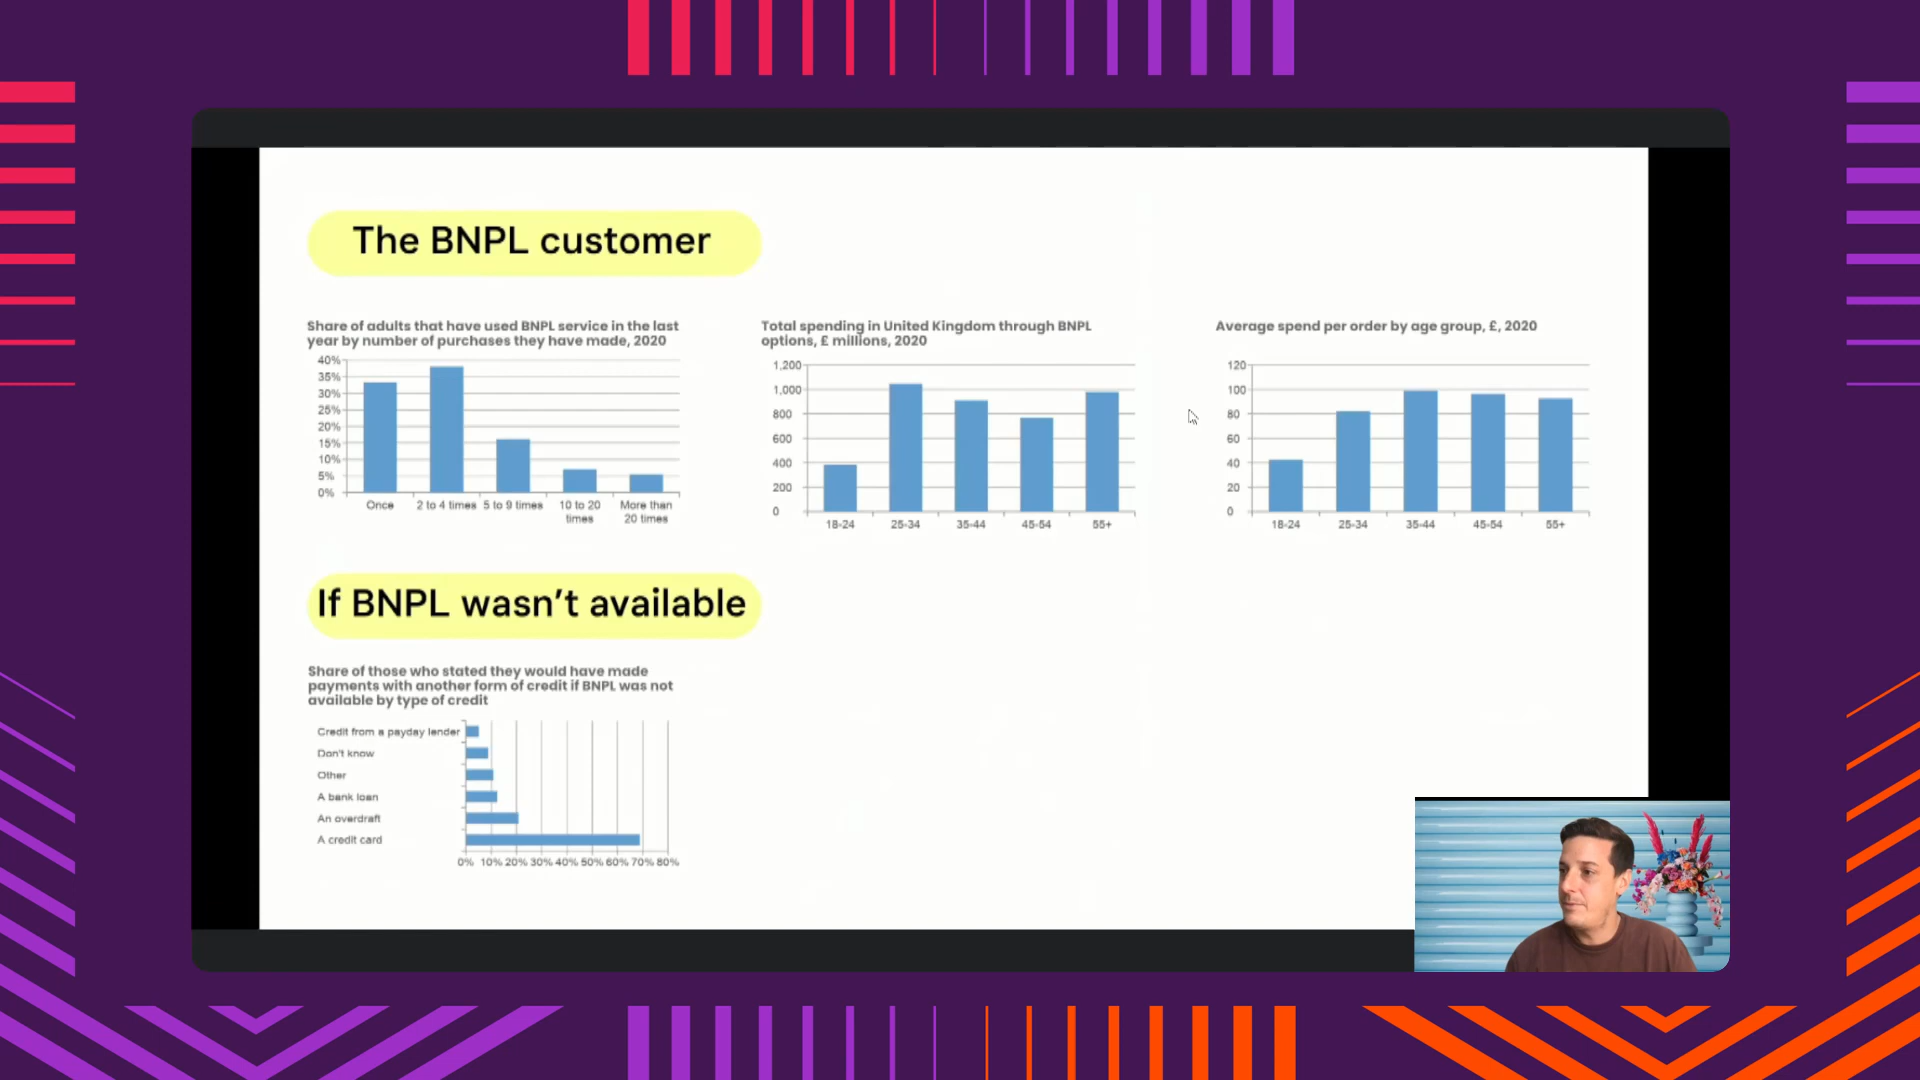 The BNPL customer
Share of adults that have used BNPL service in the last
year by number of purchases they have made, 2020
40%
35%
30%
25%
20%
15%
10%
5%
0%
Once
2 to 4 times
5 to 9 times
10 to 20
times
More than
20 times
Total spending in United Kingdom through BNPL
options, £ millions, 2020
1,200
1,000
800
600
400
200
0
18-24
25-34
35-44
45-54
55+
Average spend per order by age group, £, 2020
120
100
80
60
40
20
0
18-24
25-34
35-44
45-54
55+
If BNPL wasn't available
Share of those who stated they would have made
payments with another form of credit if BNPL was not
available by type of credit
Credit from a payday lender
Don't know
Other
A bank loan
An overdraft
A credit card
0% 10% 20% 30% 40% 50% 60% 70% 80%